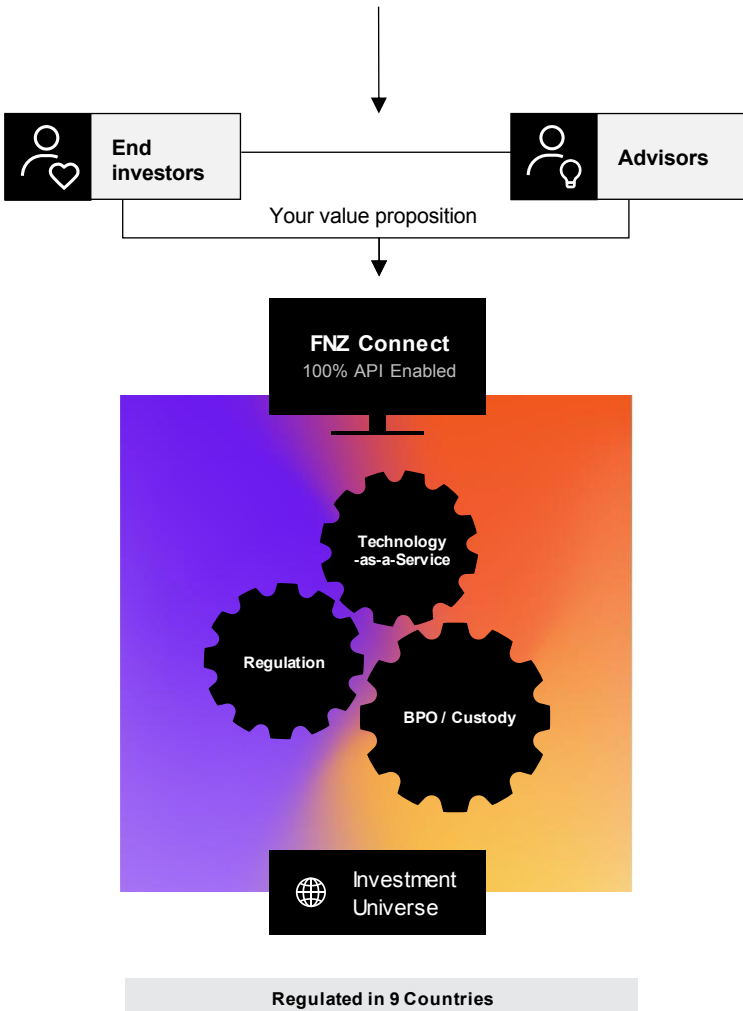 End
investors
Advisors
Your value proposition
FNZ Connect
100% API Enabled
Technology
-as-a-Service
Regulation
BPO / Custody
Investment
Universe
Regulated in 9 Countries